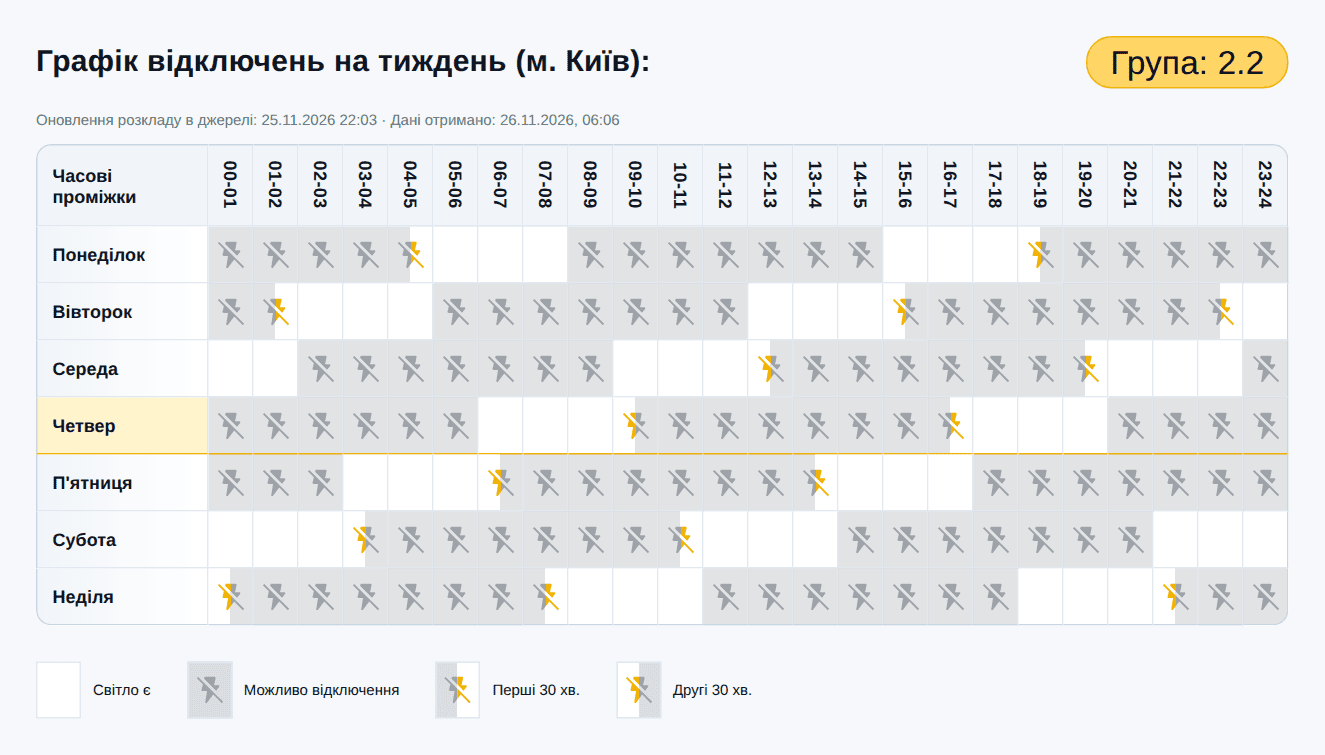 Графік відключень на тиждень (м. Київ):
Група: 2.2
Оновлення розкладу в джерелі: 25.11.2026 22:03 · Дані отримано: 26.11.2026, 06:06
Часові
проміжки
00-01
01-02
02-03
03-04
04-05
05-06
06-07
07-08
08-09
09-10
10-11
11-12
12-13
13-14
14-15
15-16
16-17
17-18
18-19
19-20
20-21
21-22
22-23
23-24
Понеділок
Вівторок
Середа
Четвер
П'ятниця
Субота
Неділя
Світло є
Можливо відключення
Перші 30 хв.
Другі 30 хв.